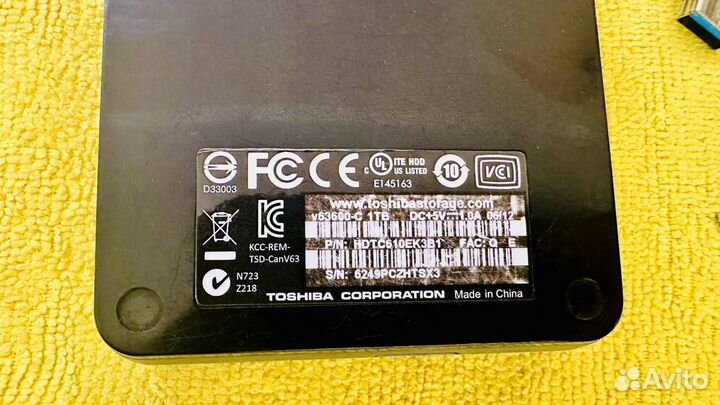 D33003
FC CE
c UL US LISTED ITE HDD
E145163
10
VCI
www.toshibastorage.com
v63600-C 1TB DC+5V 1.0A 06/12
P/N: HDTC610EK3B1 FAC: Q E
S/N: 6249PCZHTSX3
KCC-REM-
TSD-CanV63
N723
Z218
TOSHIBA CORPORATION Made in China
Avito